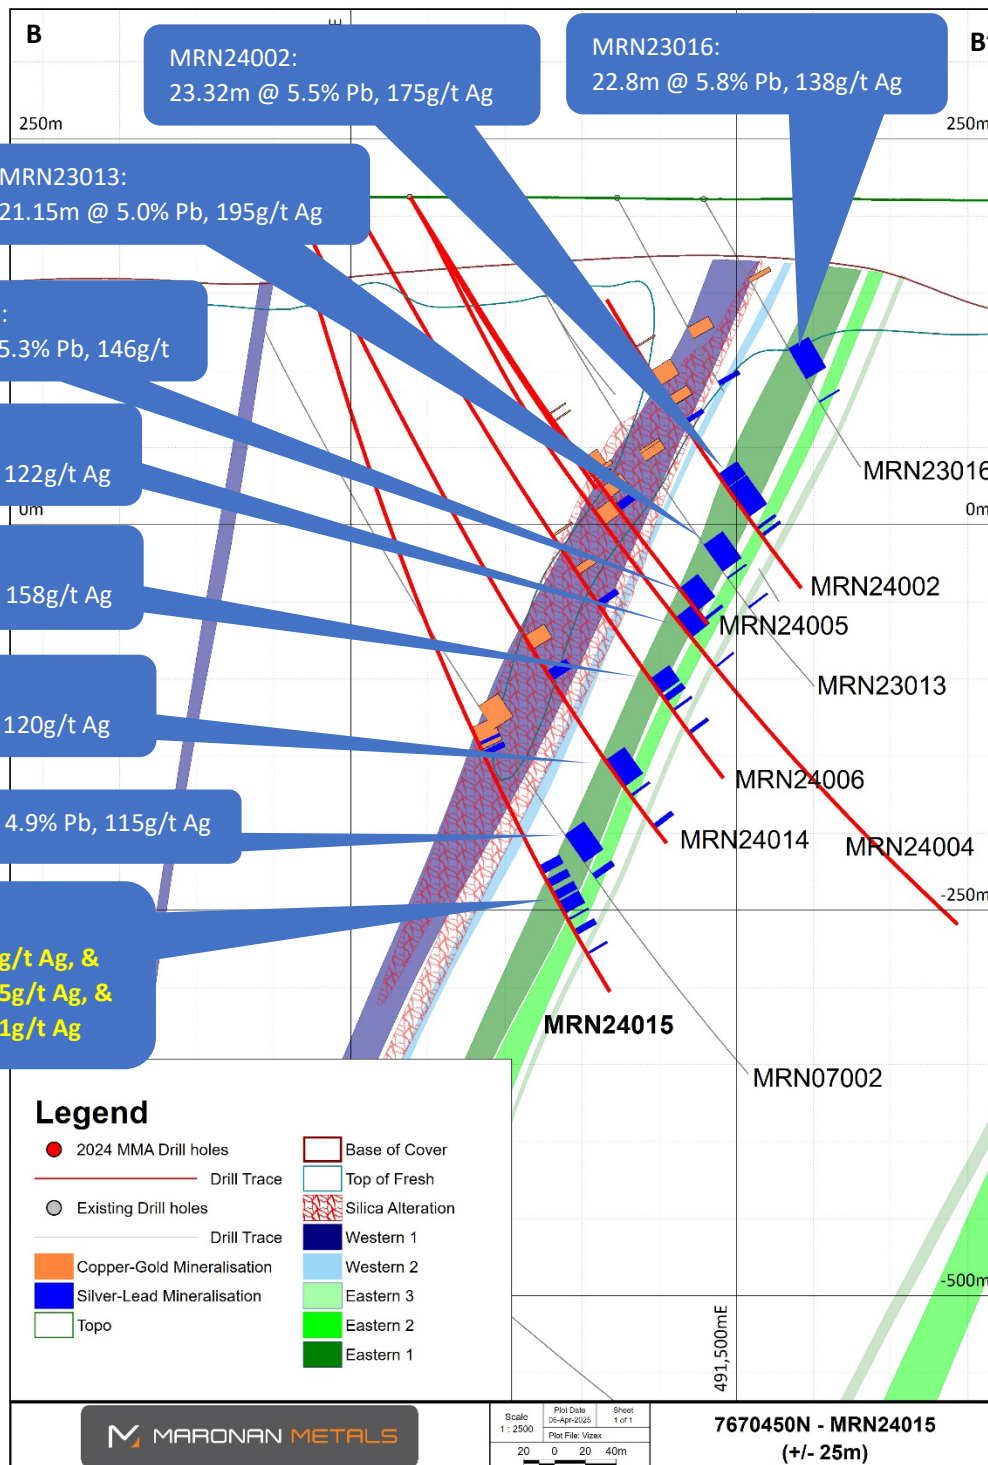 B
E
B'
MRN24002:
23.32m @ 5.5% Pb, 175g/t Ag
MRN23016:
22.8m @ 5.8% Pb, 138g/t Ag
250m
250m
MRN23013:
21.15m @ 5.0% Pb, 195g/t Ag
:
5.3% Pb, 146g/t
122g/t Ag
MRN23016
0m
0m
158g/t Ag
MRN24002
MRN24005
MRN23013
120g/t Ag
MRN24006
4.9% Pb, 115g/t Ag
MRN24014
MRN24004
-250m
g/t Ag, &
5g/t Ag, &
1g/t Ag
MRN24015
MRN07002
Legend
2024 MMA Drill holes
Drill Trace
Existing Drill holes
Drill Trace
Copper-Gold Mineralisation
Silver-Lead Mineralisation
Topo
Base of Cover
Top of Fresh
Silica Alteration
Western 1
Western 2
Eastern 3
Eastern 2
Eastern 1
-500m
491,500mE
MARONAN METALS
Scale
1 : 2500
Plot Date
06-Apr-2025
Sheet
1 of 1
Plot File: Vizex
20 0 20 40m
7670450N - MRN24015
(+/- 25m)